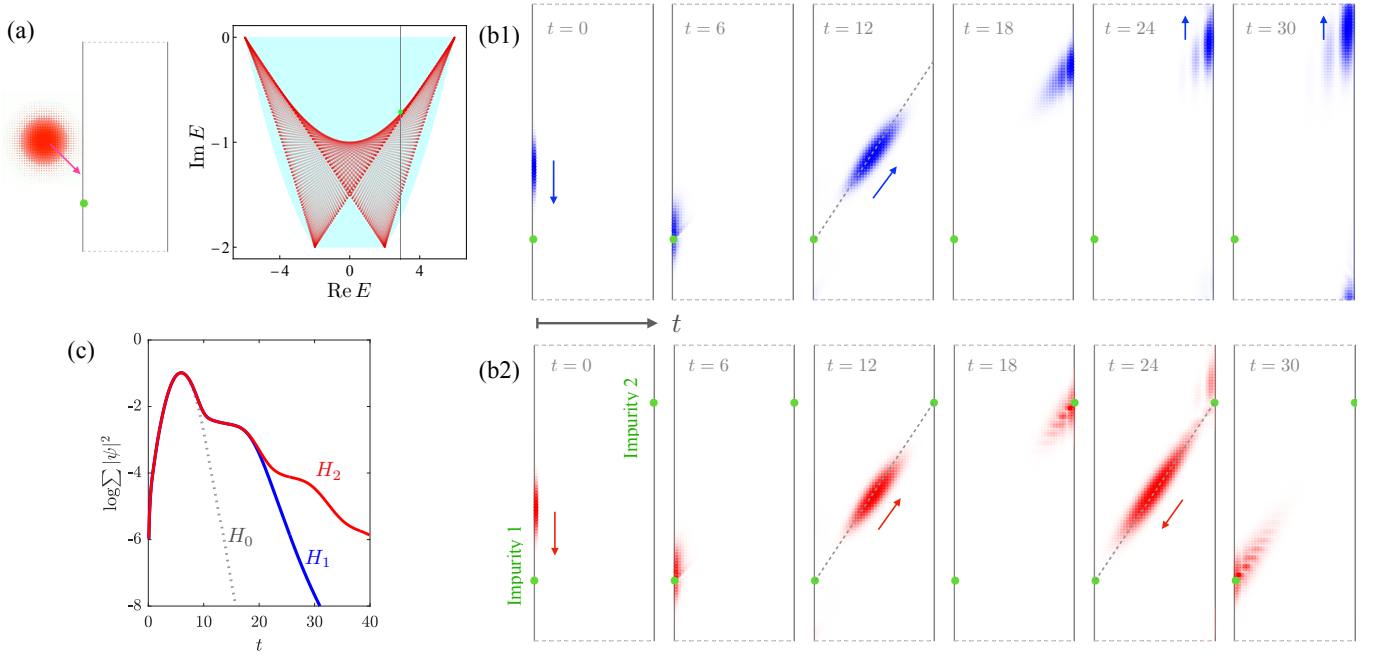 (a)
0
-1
-2
Im E
-4
0
4
Re E
(b1)
t = 0
t = 6
t = 12
t = 18
t = 24
t = 30
t
(c)
0
-2
-4
-6
-8
log∑ |ψ|²
H₀
H₁
H₂
0
10
20
30
40
t
(b2)
t = 0
t = 6
t = 12
t = 18
t = 24
t = 30
Impurity 1
Impurity 2